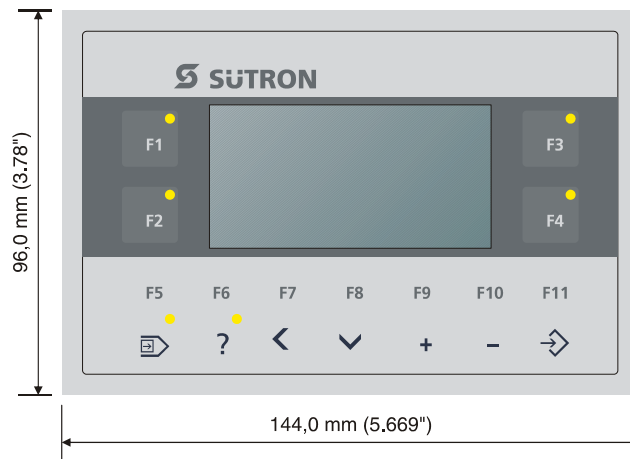 SÜTRON
F1
F3
F2
F4
F5 F6 F7 F8 F9 F10 F11
? + -
96,0 mm (3.78")
144,0 mm (5.669")